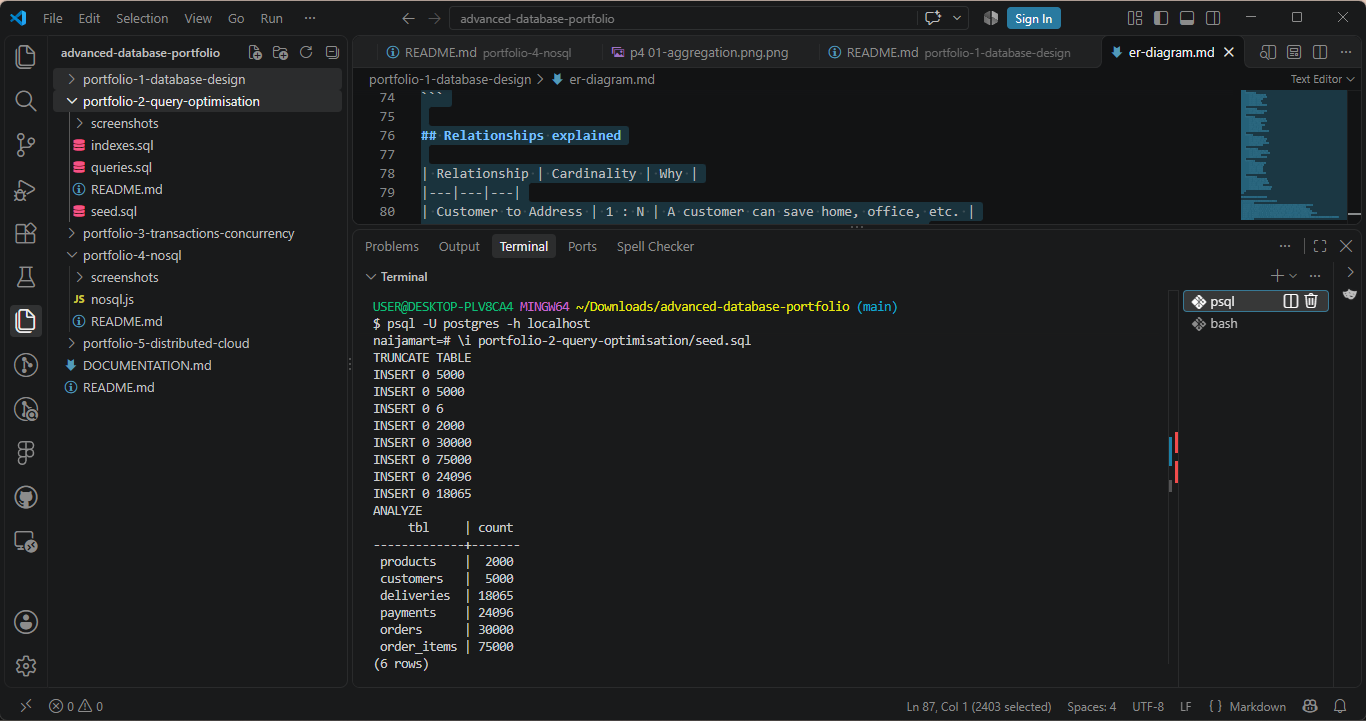 File Edit Selection View Go Run ··· advanced-database-portfolio Sign In
advanced-database-portfolio
portfolio-1-database-design
portfolio-2-query-optimisation
screenshots
indexes.sql
queries.sql
README.md
seed.sql
portfolio-3-transactions-concurrency
portfolio-4-nosql
screenshots
JS nosql.js
README.md
portfolio-5-distributed-cloud
DOCUMENTATION.md
README.md
README.md portfolio-4-nosql p4 01-aggregation.png.png README.md portfolio-1-database-design er-diagram.md
portfolio-1-database-design > er-diagram.md Text Editor
74 ```
75
76 ## Relationships explained
77
78 | Relationship | Cardinality | Why |
79 |---|---|---|
80 | Customer to Address | 1 : N | A customer can save home, office, etc. |
Problems Output Terminal Ports Spell Checker
Terminal
USER@DESKTOP-PLV8CA4 MINGW64 ~/Downloads/advanced-database-portfolio (main)
$ psql -U postgres -h localhost
naijamart=# \i portfolio-2-query-optimisation/seed.sql
TRUNCATE TABLE
INSERT 0 5000
INSERT 0 5000
INSERT 0 6
INSERT 0 2000
INSERT 0 30000
INSERT 0 75000
INSERT 0 24096
INSERT 0 18065
ANALYZE
tbl | count
-------------+-------
products | 2000
customers | 5000
deliveries | 18065
payments | 24096
orders | 30000
order_items | 75000
(6 rows)
psql
bash
0 0 Ln 87, Col 1 (2403 selected) Spaces: 4 UTF-8 LF {} Markdown